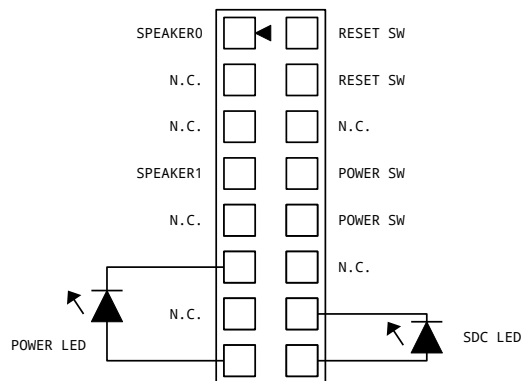 SPEAKER0 RESET SW
N.C. RESET SW
N.C. N.C.
SPEAKER1 POWER SW
N.C. POWER SW
N.C.
N.C.
SDC LED
POWER LED